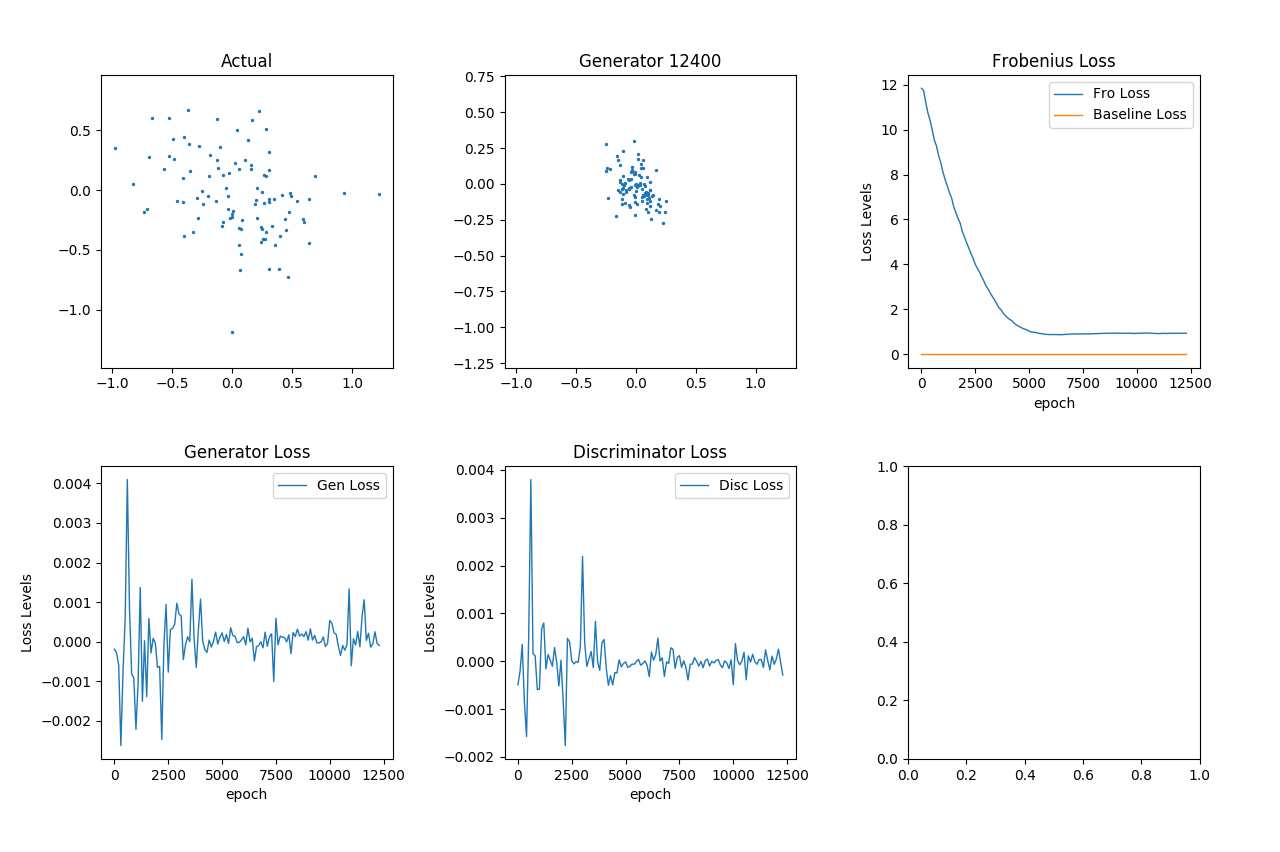 Actual
0.5
0.0
−0.5
−1.0
−1.0 −0.5 0.0 0.5 1.0
Generator 12400
0.75
0.50
0.25
0.00
−0.25
−0.50
−0.75
−1.00
−1.25
−1.0 −0.5 0.0 0.5 1.0
Frobenius Loss
Fro Loss
Baseline Loss
Loss Levels
12
10
8
6
4
2
0
0 2500 5000 7500 10000 12500
epoch
Generator Loss
Gen Loss
Loss Levels
0.004
0.003
0.002
0.001
0.000
−0.001
−0.002
0 2500 5000 7500 10000 12500
epoch
Discriminator Loss
Disc Loss
Loss Levels
0.004
0.003
0.002
0.001
0.000
−0.001
−0.002
0 2500 5000 7500 10000 12500
epoch
1.0
0.8
0.6
0.4
0.2
0.0
0.0 0.2 0.4 0.6 0.8 1.0